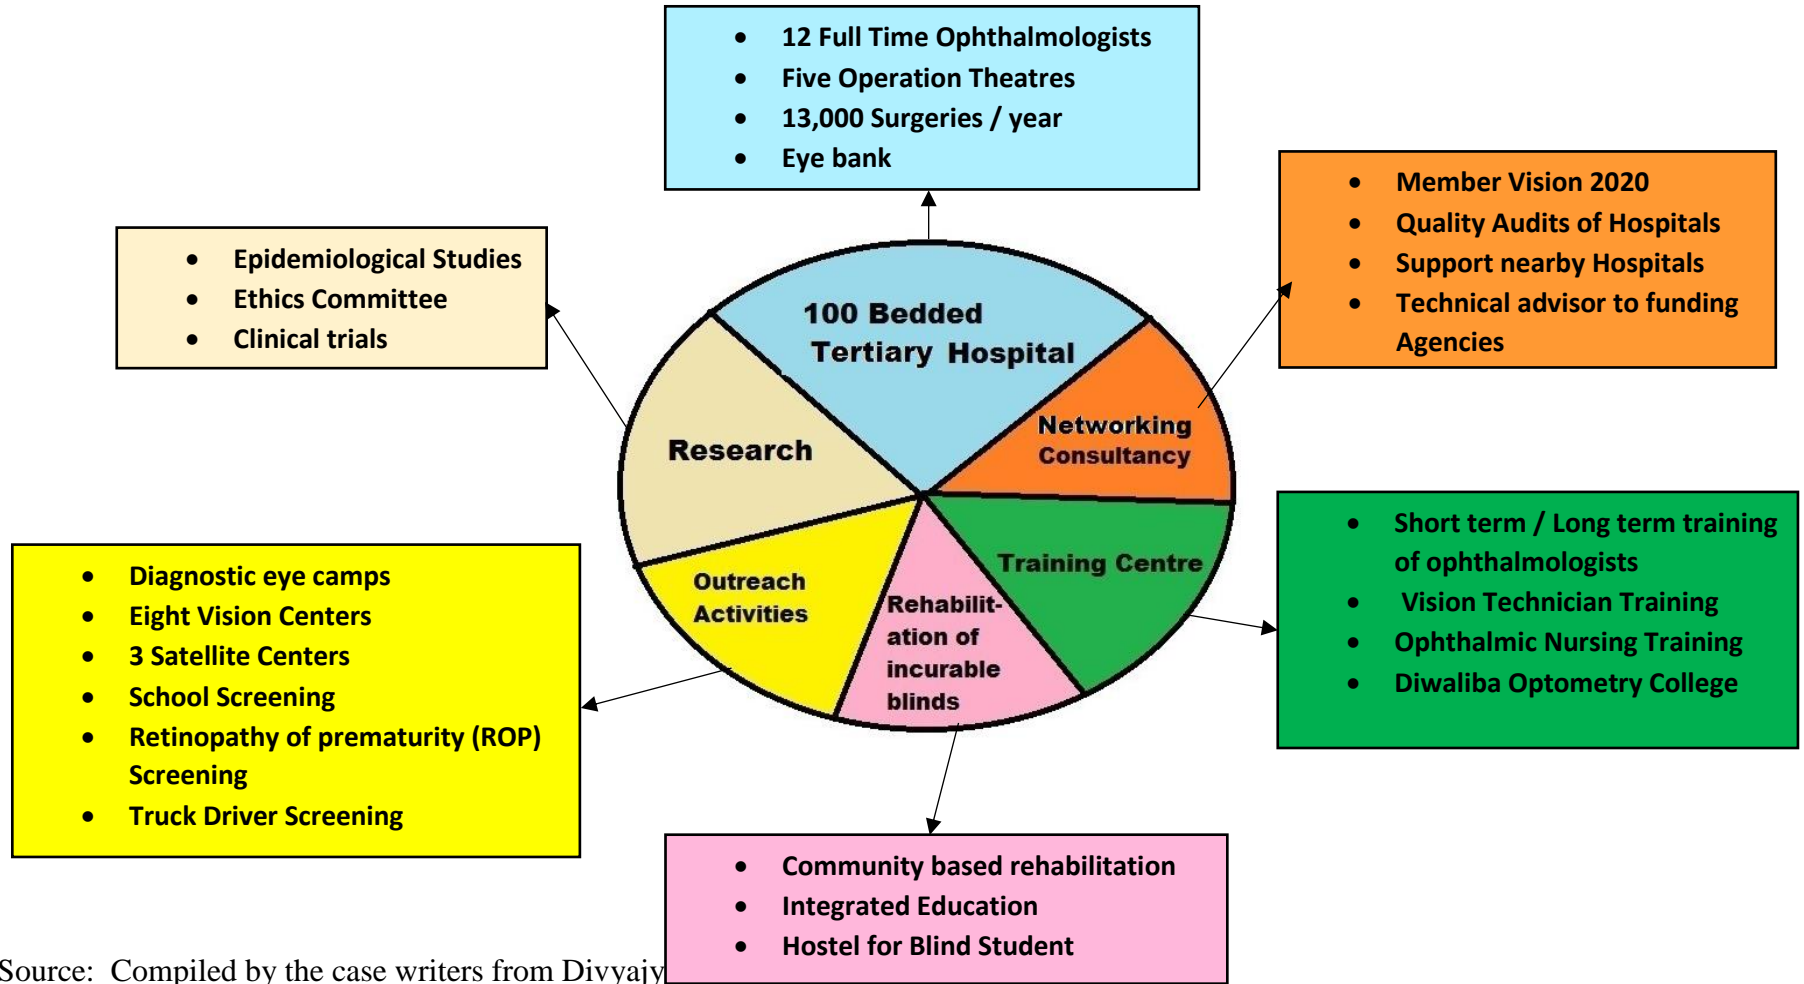 • 12 Full Time Ophthalmologists
• Five Operation Theatres
• 13,000 Surgeries / year
• Eye bank
• Member Vision 2020
• Quality Audits of Hospitals
• Support nearby Hospitals
• Technical advisor to funding
Agencies
• Epidemiological Studies
• Ethics Committee
• Clinical trials
100 Bedded
Tertiary Hospital
Networking
Consultancy
Research
Training Centre
Outreach
Activities
Rehabilit-
ation of
incurable
blinds
• Short term / Long term training
of ophthalmologists
• Vision Technician Training
• Ophthalmic Nursing Training
• Diwaliba Optometry College
• Diagnostic eye camps
• Eight Vision Centers
• 3 Satellite Centers
• School Screening
• Retinopathy of prematurity (ROP)
Screening
• Truck Driver Screening
• Community based rehabilitation
• Integrated Education
• Hostel for Blind Student
Source: Compiled by the case writers from Divyajy